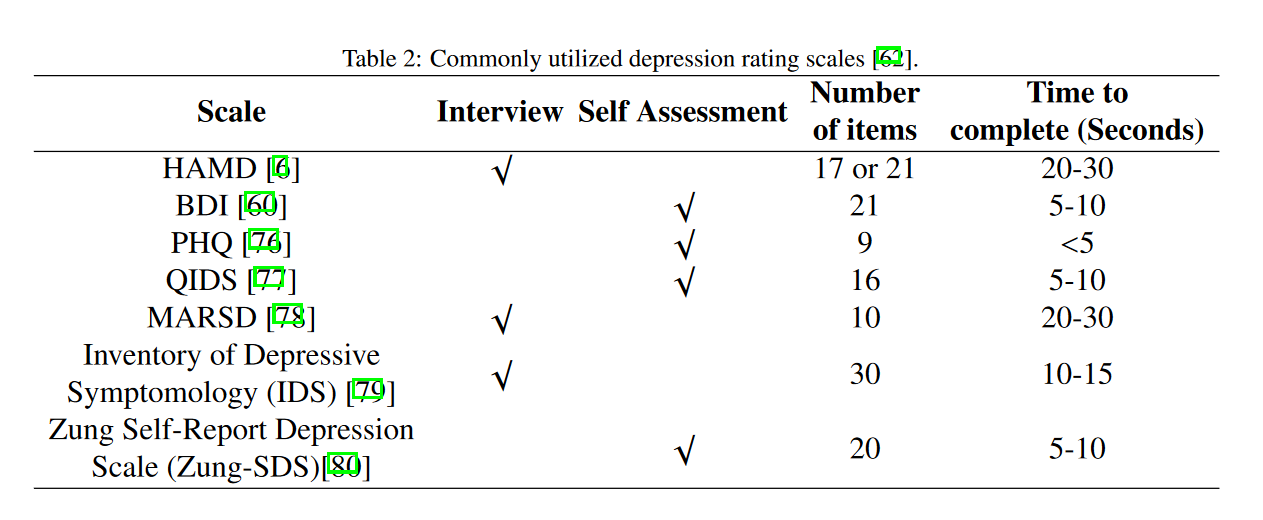 Table 2: Commonly utilized depression rating scales [62].
Scale Interview Self Assessment Number of items Time to complete (Seconds)
HAMD [6] √ 17 or 21 20-30
BDI [60] √ 21 5-10
PHQ [76] √ 9 <5
QIDS [77] √ 16 5-10
MARSD [78] √ 10 20-30
Inventory of Depressive
Symptomology (IDS) [79] √ 30 10-15
Zung Self-Report Depression
Scale (Zung-SDS)[80] √ 20 5-10